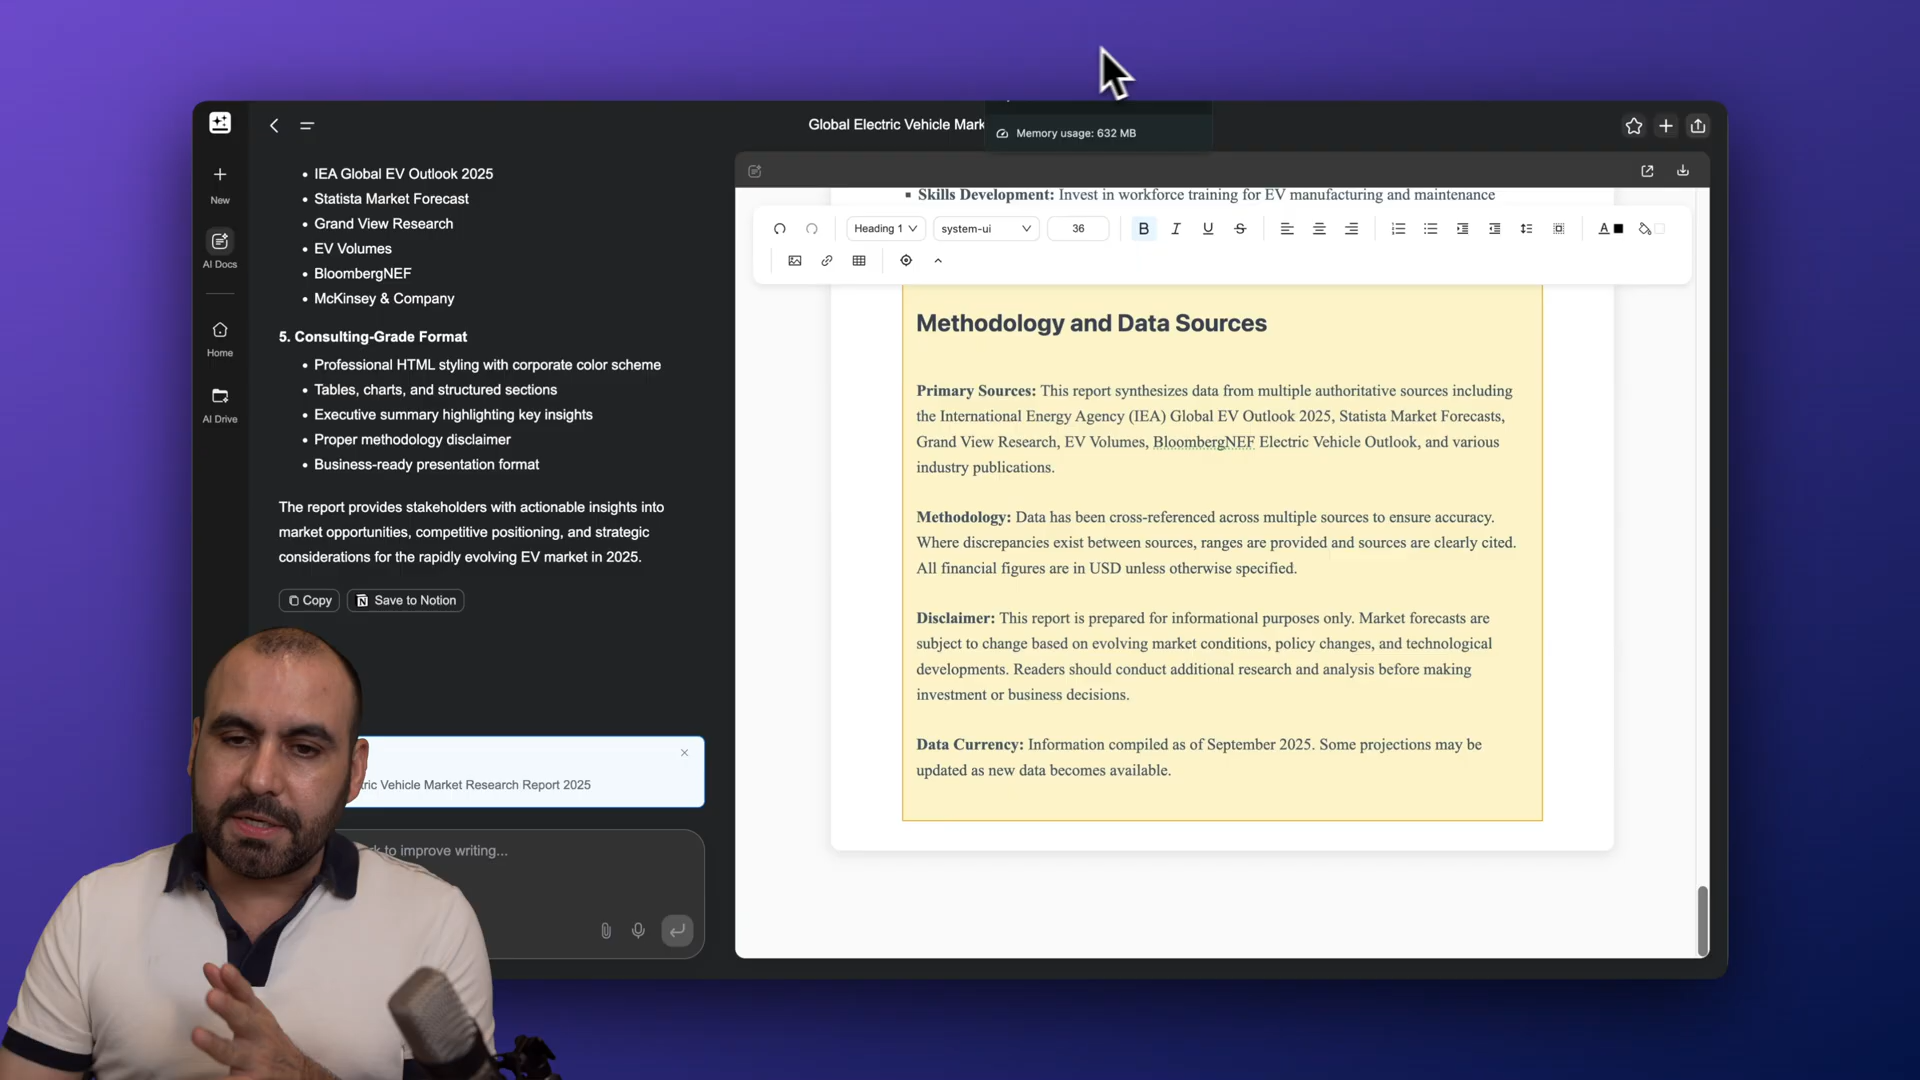 Global Electric Vehicle Mark
Memory usage: 632 MB
New
AI Docs
Home
AI Drive
IEA Global EV Outlook 2025
Statista Market Forecast
Grand View Research
EV Volumes
BloombergNEF
McKinsey & Company
5. Consulting-Grade Format
Professional HTML styling with corporate color scheme
Tables, charts, and structured sections
Executive summary highlighting key insights
Proper methodology disclaimer
Business-ready presentation format
The report provides stakeholders with actionable insights into
market opportunities, competitive positioning, and strategic
considerations for the rapidly evolving EV market in 2025.
Copy
Save to Notion
Vehicle Market Research Report 2025
to improve writing...
Skills Development: Invest in workforce training for EV manufacturing and maintenance
Heading 1
system-ui
36
B I U S
A
Methodology and Data Sources
Primary Sources: This report synthesizes data from multiple authoritative sources including
the International Energy Agency (IEA) Global EV Outlook 2025, Statista Market Forecasts,
Grand View Research, EV Volumes, BloombergNEF Electric Vehicle Outlook, and various
industry publications.
Methodology: Data has been cross-referenced across multiple sources to ensure accuracy.
Where discrepancies exist between sources, ranges are provided and sources are clearly cited.
All financial figures are in USD unless otherwise specified.
Disclaimer: This report is prepared for informational purposes only. Market forecasts are
subject to change based on evolving market conditions, policy changes, and technological
developments. Readers should conduct additional research and analysis before making
investment or business decisions.
Data Currency: Information compiled as of September 2025. Some projections may be
updated as new data becomes available.